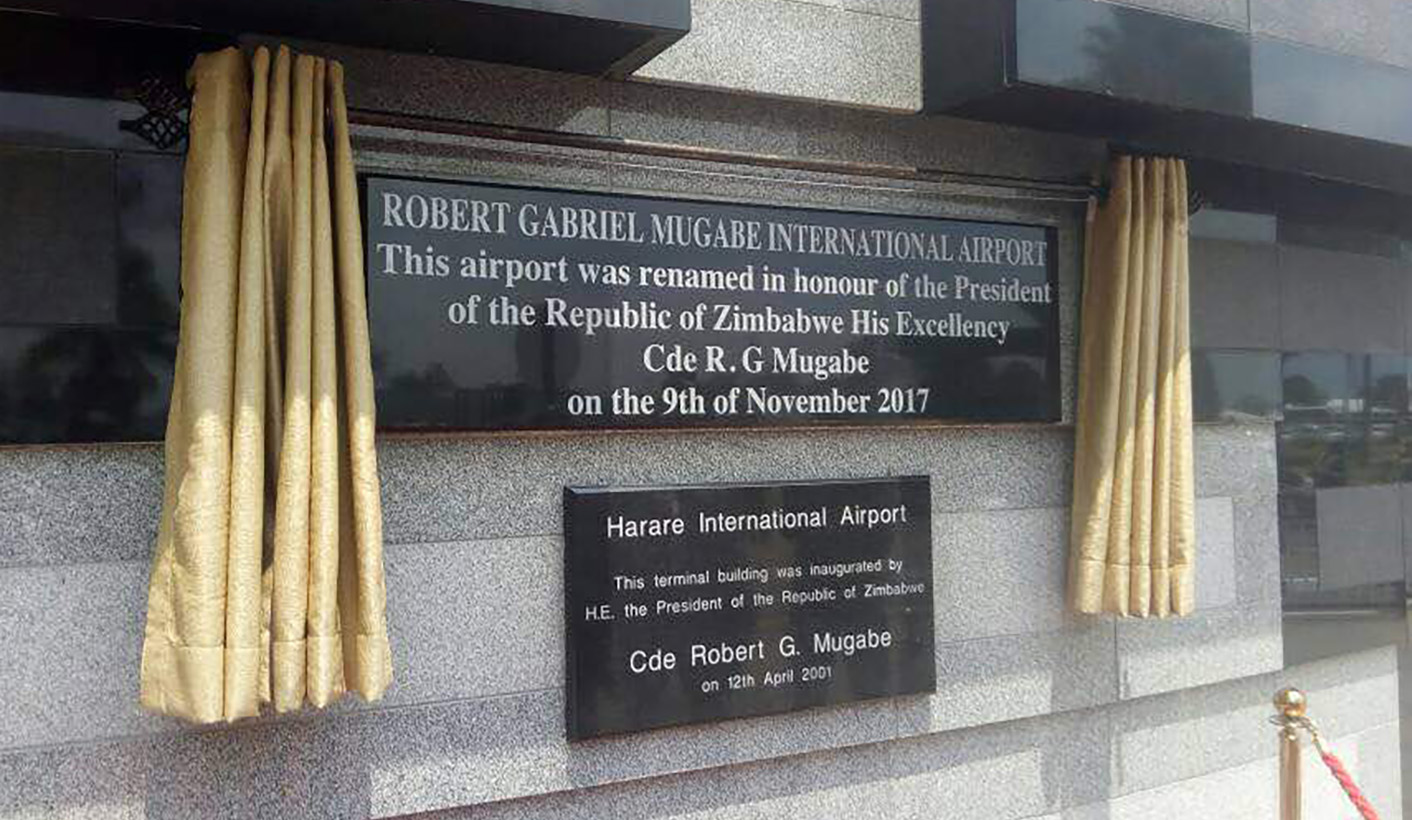 ROBERT GABRIEL MUGABE INTERNATIONAL AIRPORT
This airport was renamed in honour of the President
of the Republic of Zimbabwe His Excellency
Cde R. G Mugabe
on the 9th of November 2017
Harare International Airport
This terminal building was inaugurated by
H.E. the President of the Republic of Zimbabwe
Cde Robert G. Mugabe
on 12th April 2001